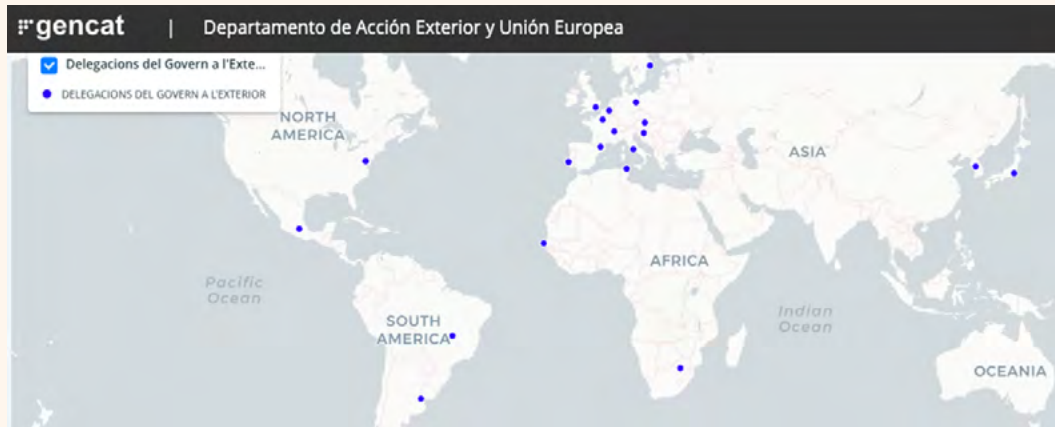 gencat | Departamento de Acción Exterior y Unión Europea
Delegacions del Govern a l'Exte...
DELEGACIONS DEL GOVERN A L'EXTERIOR
NORTH
AMERICA
ASIA
AFRICA
Pacific
Ocean
Indian
Ocean
SOUTH
AMERICA
OCEANIA